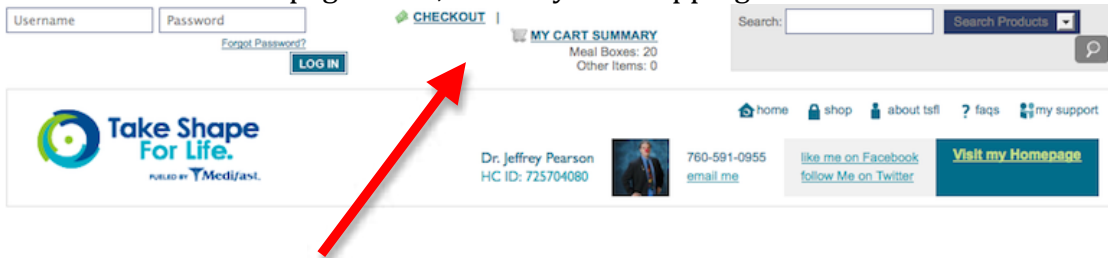 Username
Password
CHECKOUT |
Search:
Search Products
Forgot Password?
LOG IN
MY CART SUMMARY
Meal Boxes: 20
Other Items: 0
home shop about tsfl ? faqs my support
Take Shape
For Life.
FUELED BY Medifast.
Dr. Jeffrey Pearson
HC ID: 725704080
760-591-0955
email me
like me on Facebook
follow Me on Twitter
Visit my Homepage